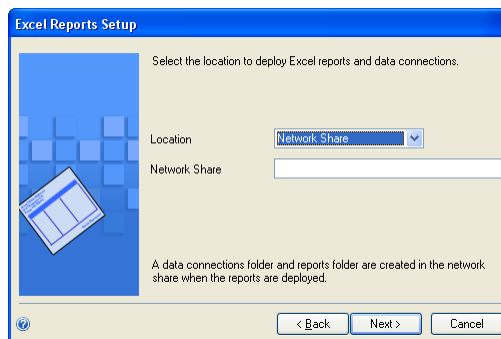 Excel Reports Setup
Select the location to deploy Excel reports and data connections.
Location
Network Share
Network Share
A data connections folder and reports folder are created in the network
share when the reports are deployed.
< Back
Next >
Cancel